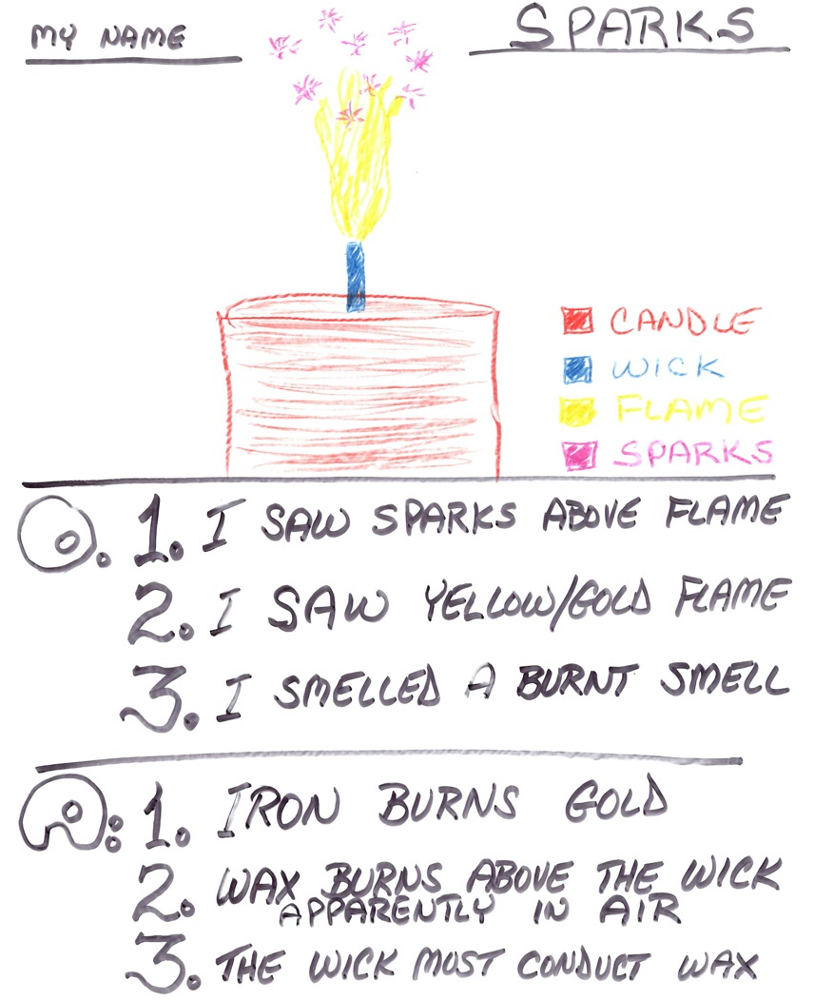 MY NAME
SPARKS
CANDLE
WICK
FLAME
SPARKS
1. I SAW SPARKS ABOVE FLAME
2. I SAW YELLOW/GOLD FLAME
3. I SMELLED A BURNT SMELL
1. IRON BURNS GOLD
2. WAX BURNS ABOVE THE WICK
APPARENTLY IN AIR
3. THE WICK MOST CONDUCT WAX